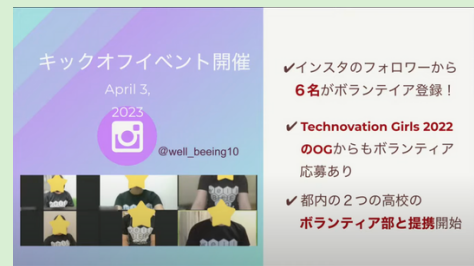 キックオフイベント開催
April 3,
2023
@well_beeing10
✔インスタのフォロワーから
６名がボランテイア登録！
✔ Technovation Girls 2022
のOGからもボランティア
応募あり
✔ 都内の２つの高校の
ボランティア部と提携開始